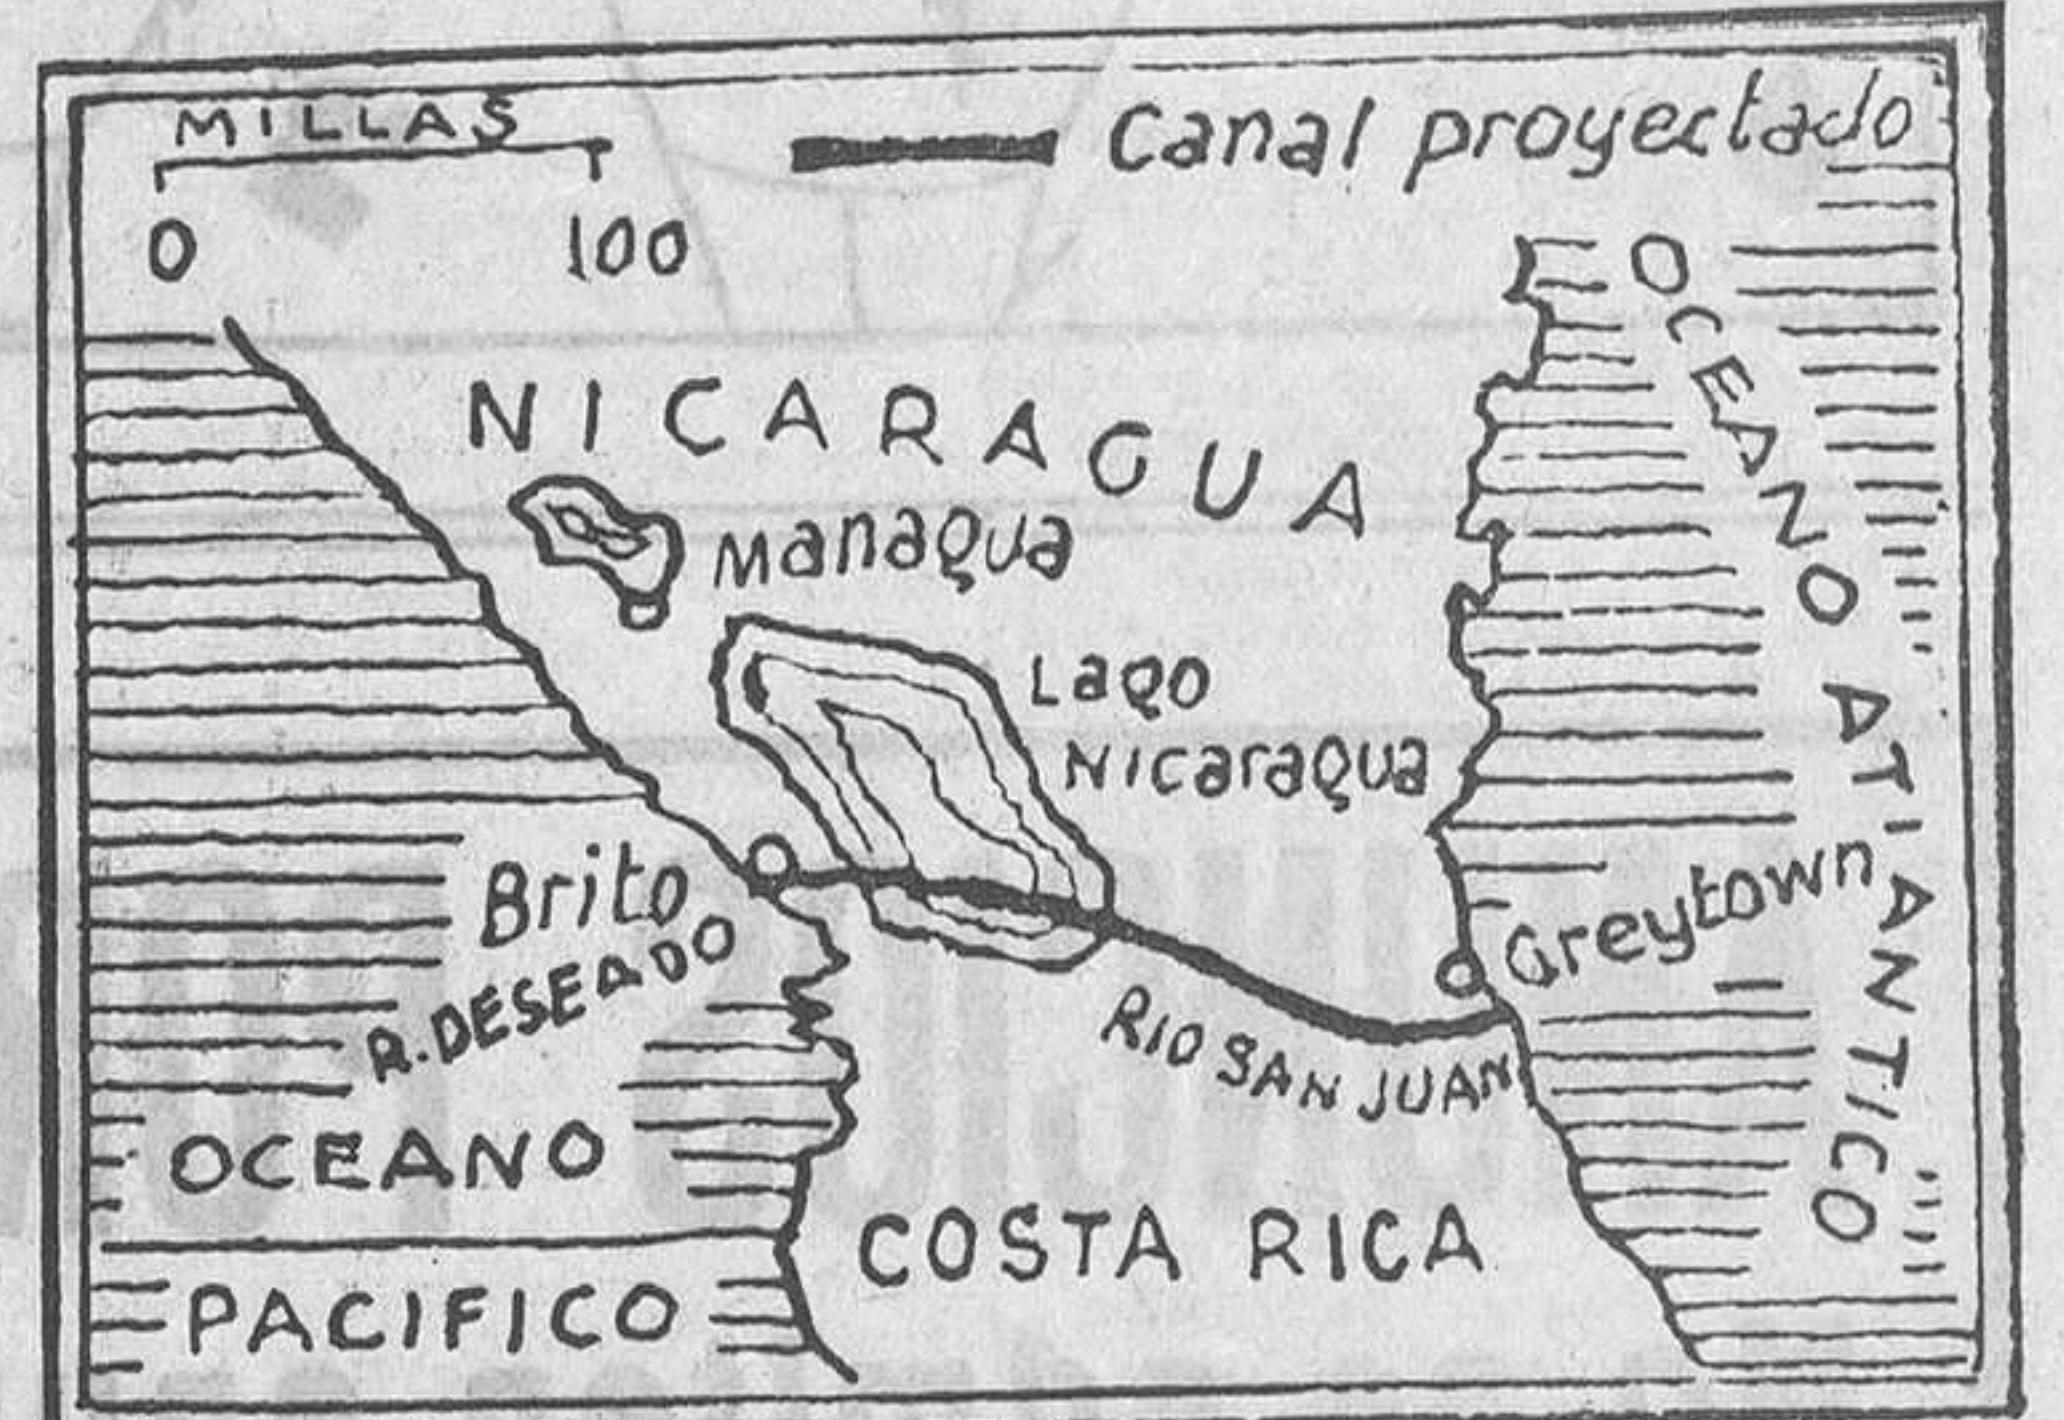 MILLAS
0 100
Canal proyectado
NICARAGUA
Managua
Lago
Nicaragua
OCEANO ATLANTICO
Brito
R. DESEADO
Greytown
RIO SAN JUAN
OCEANO
PACIFICO
COSTA RICA